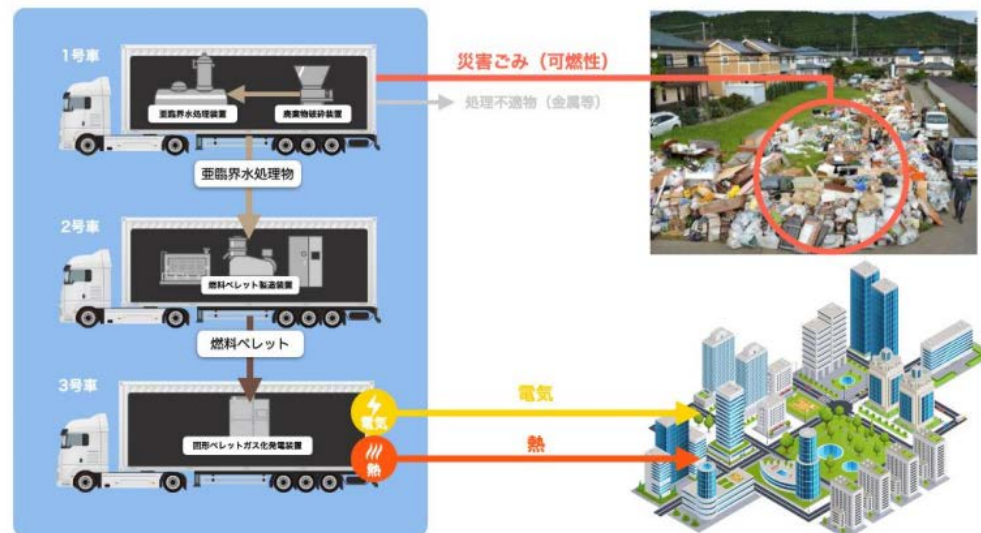 1号車
亜臨界水処理装置
廃棄物破砕装置
災害ごみ（可燃性）
処理不適物（金属等）
亜臨界水処理物
2号車
燃料ペレット製造装置
燃料ペレット
3号車
固形ペレットガス化発電装置
電気
熱
電気
熱